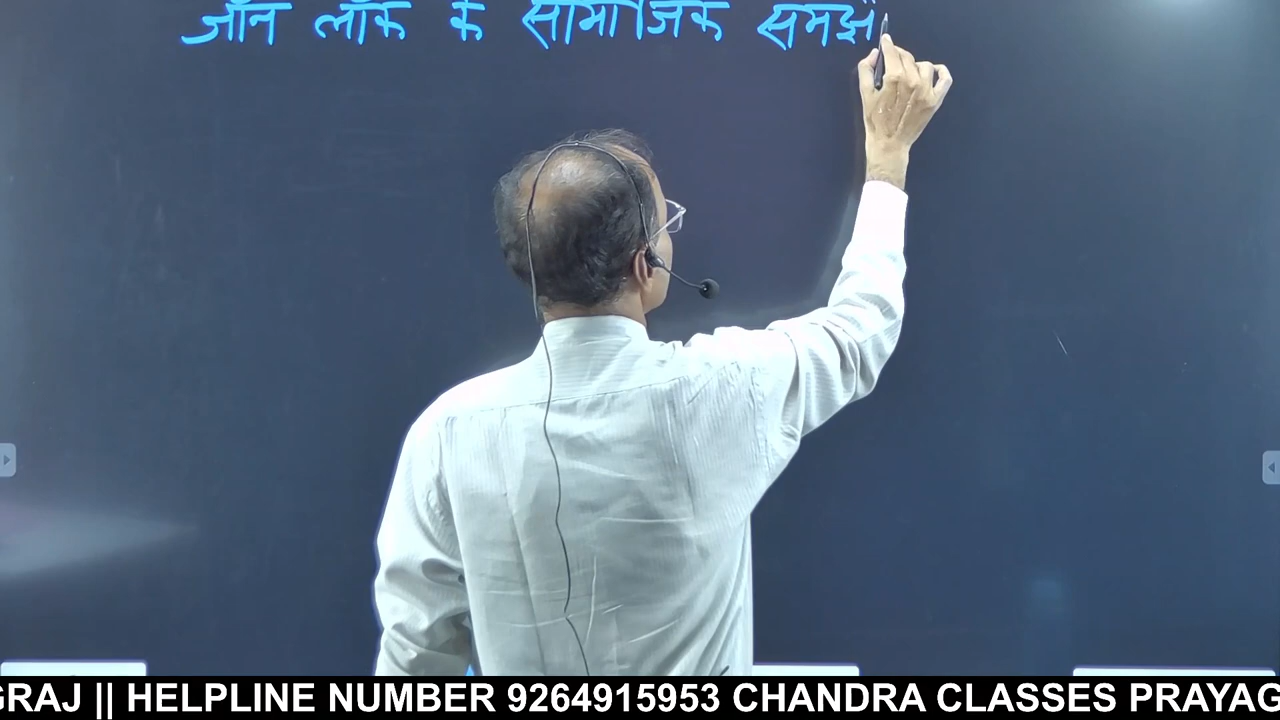 जॉन लॉक के सामाजिक समझौ
GRAJ || HELPLINE NUMBER 9264915953 CHANDRA CLASSES PRAYAG